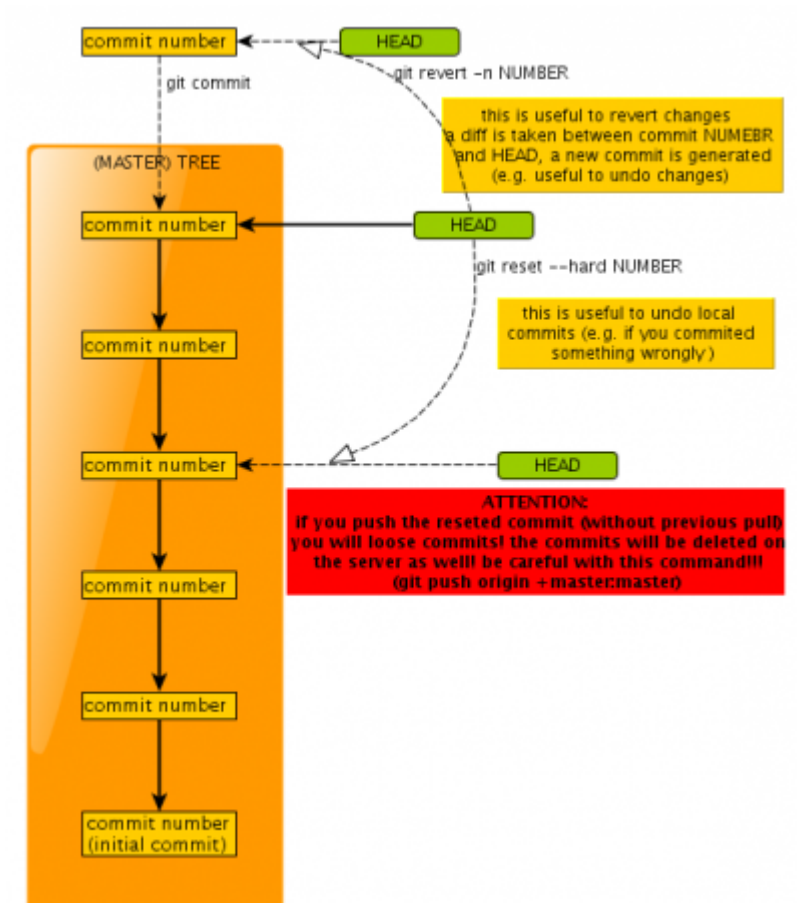 commit number
HEAD
git revert -n NUMBER
git commit
this is useful to revert changes
a diff is taken between commit NUMEBR
and HEAD, a new commit is generated
(e.g. useful to undo changes)
(MASTER) TREE
commit number
HEAD
git reset --hard NUMBER
this is useful to undo local
commits (e.g. if you commited
something wrongly)
commit number
commit number
HEAD
ATTENTION:
if you push the reseted commit (without previous pull)
you will loose commits! the commits will be deleted on
the server as well! be careful with this command!!!
(git push origin +master:master)
commit number
commit number
commit number
(initial commit)